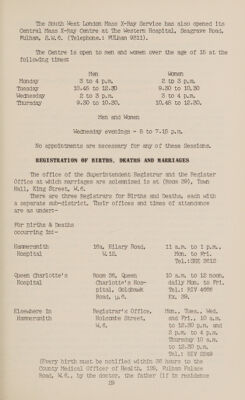 The South West London Mass X-Ray Service has also opened its
Central Mass X-Ray Centre at The Western Hospital, Seagrave Road,
Fulham, S.W.6. (Telephone.: FULham 9811).
The Centre is open to men and women over the age of 15 at the
following times:
Men Women
Monday 3 to 4 p.m. 2 to 3 p.m.
Tuesday 10.45 to 12.30 9.30 to 10.30
Wednesday 2 to 3 p.m. 3 to 4 p.m.
Thursday 9.30 to 10.30. 10.45 to 12.30.
Men and Women
Wednesday evenings - 5 to 7.15 p.m.
No appointments are necessary for any of these Sessions.
REGISTRATION OF BIRTHS, DEATHS AND MARRIAGES
The office of the Superintendent Registrar and the Register
Office at which marriages are solemnized is at (Room 29), Town
Hall, King Street, W.6.
There are three Registrars for Births and Deaths, each with
a separate sub-district. Their offices and times of attendance
are as under:-
For Births & Deaths
occurring in:-
Hammersmith 16a, Hilary Road, 11 a.m. to 1 p.m.,
Hospital W.12. Mon. to Fri.
Tel.:SHE 2612
Queen Charlotte's Room 28, Queen 10 a.m. to 12 noon,
Hospital Charlotte's Hos- daily Mon. to Fri.
pital, Goldhawk Tel.: RIV
Road, W.6. Ex. 39.
Elsewhere in Registrar's Office, Mon., Tues., Wed.
Hammersmith Holcombe Street, and Fri., 10 a.m.
W.6. to 12.30 p.m. and
2 p.m. to 4 p.m.
Thursday 10 a.m.
to 12.30 p.m.
Tel.: RIV
(Every birth must be notified within 36 hours to the
County Medical Officer of Health, 129, Fulham Palace
Road, W.6., by the doctor, the father (if in residence
19